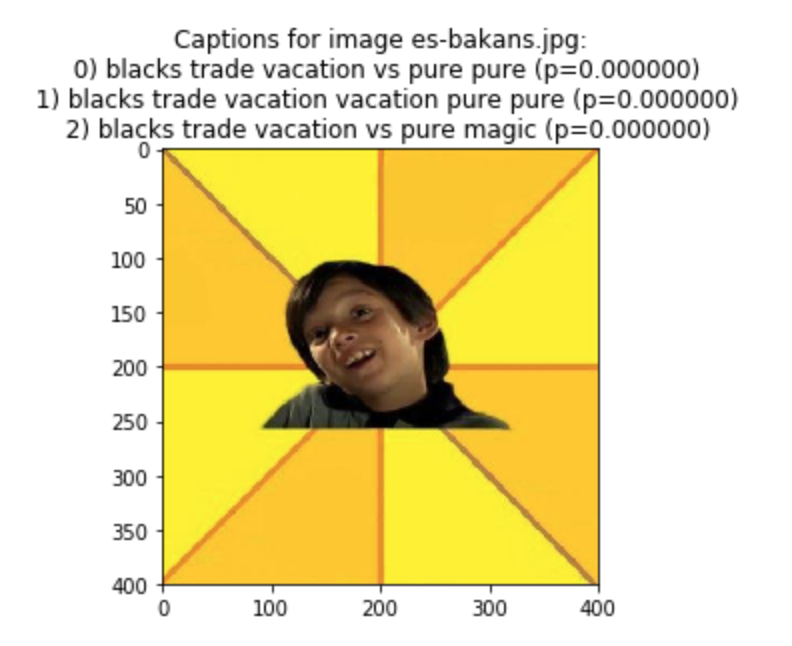 Captions for image es-bakans.jpg:
0) blacks trade vacation vs pure pure (p=0.000000)
1) blacks trade vacation vacation pure pure (p=0.000000)
2) blacks trade vacation vs pure magic (p=0.000000)
0
50
100
150
200
250
300
350
400
0 100 200 300 400